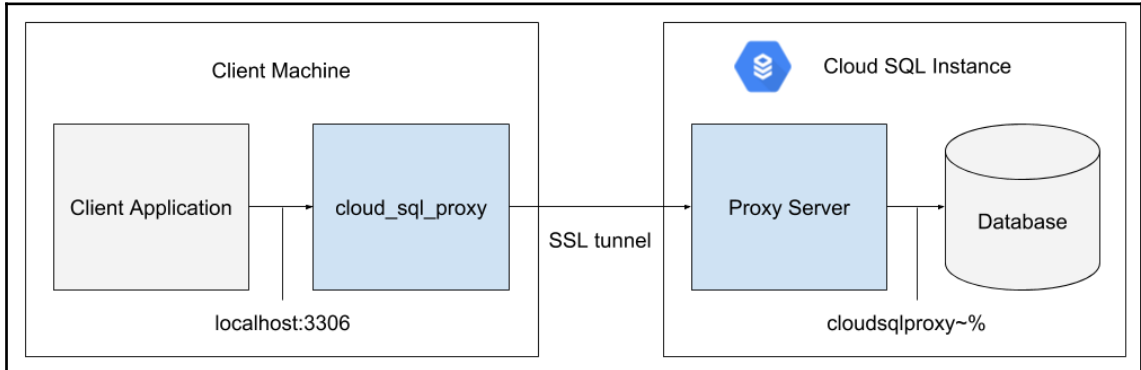 Client Machine
Cloud SQL Instance
Client Application
cloud_sql_proxy
SSL tunnel
Proxy Server
Database
localhost:3306
cloudsqlproxy~%